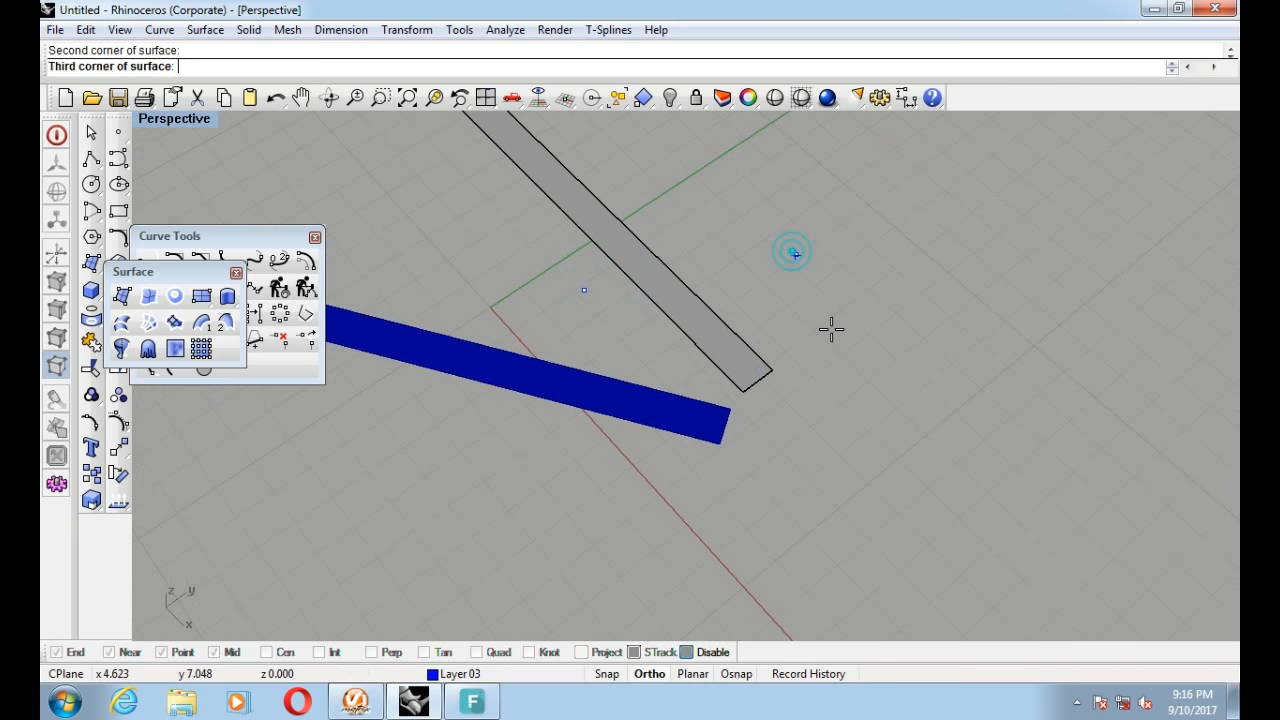 Untitled - Rhinoceros (Corporate) - [Perspective]
File Edit View Curve Surface Solid Mesh Dimension Transform Tools Analyze Render T-Splines Help
Second corner of surface:
Third corner of surface:
Perspective
Curve Tools
Surface
1 2
z y
x
End Near Point Mid Cen Int Perp Tan Quad Knot Project STrack Disable
CPlane x 4.623 y 7.048 z 0.000 Layer 03 Snap Ortho Planar Osnap Record History
9:16 PM
9/10/2017